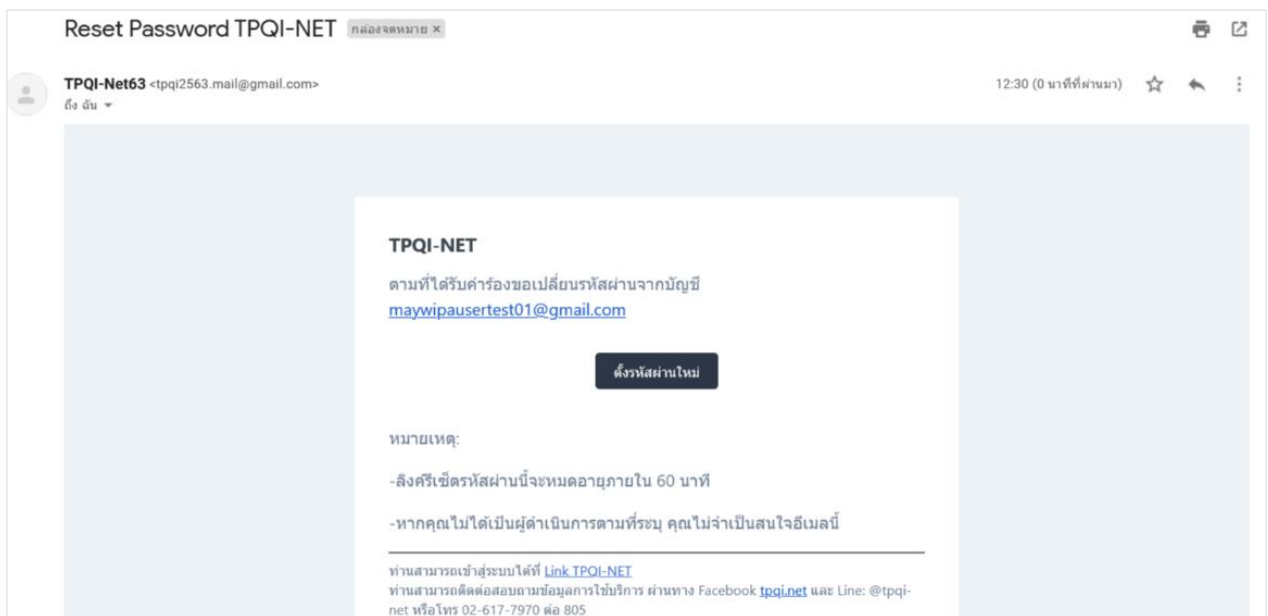 Reset Password TPQI-NET กล่องจดหมาย ×
TPQI-Net63 <tpqi2563.mail@gmail.com> 12:30 (0 นาทีที่ผ่านมา)
ถึง ฉัน
TPQI-NET
ตามที่ได้รับคำร้องขอเปลี่ยนรหัสผ่านจากบัญชี
maywipausertest01@gmail.com
ตั้งรหัสผ่านใหม่
หมายเหตุ:
-ลิงค์รีเซ็ตรหัสผ่านนี้จะหมดอายุภายใน 60 นาที
-หากคุณไม่ได้เป็นผู้ดำเนินการตามที่ระบุ คุณไม่จำเป็นสนใจอีเมลนี้
ท่านสามารถเข้าสู่ระบบได้ที่ Link TPQI-NET
ท่านสามารถติดต่อสอบถามข้อมูลการใช้บริการ ผ่านทาง Facebook tpqi.net และ Line: @tpqi-
net หรือโทร 02-617-7970 ต่อ 805